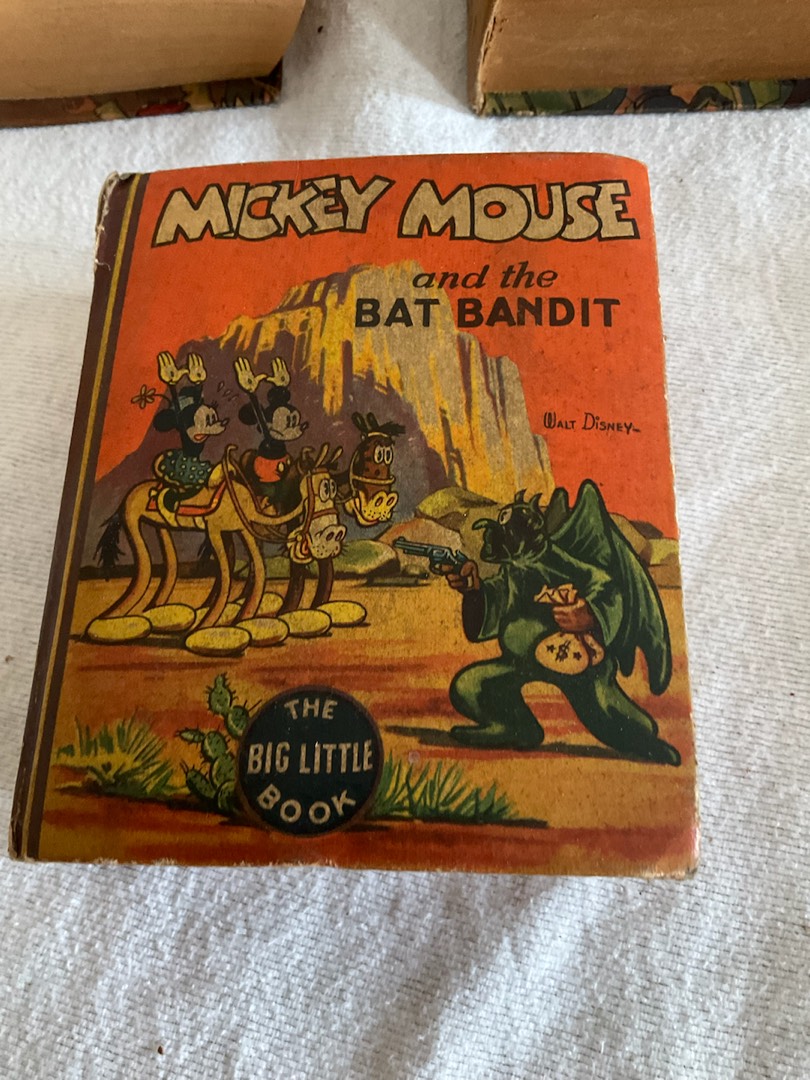 MICKEY MOUSE
and the
BAT BANDIT
WALT DISNEY
$
THE
BIG LITTLE
BOOK